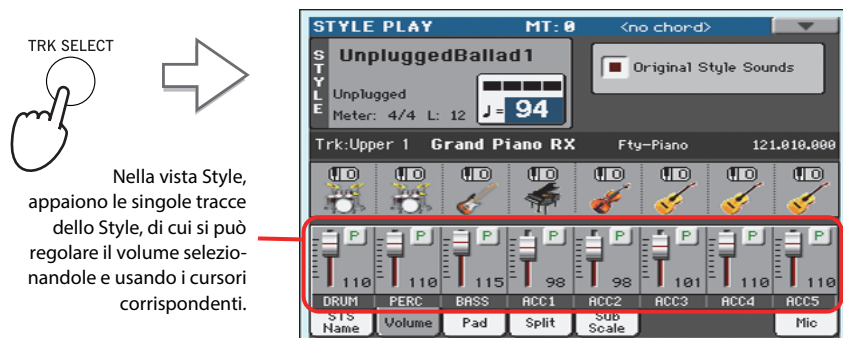 TRK SELECT
Nella vista Style,
appaiono le singole tracce
dello Style, di cui si può
regolare il volume selezio-
nandole e usando i cursori
corrispondenti.
STYLE PLAY MT: 0 <no chord>
STYLE
UnpluggedBallad1
Unplugged
Meter: 4/4 L: 12 ♩= 94
Original Style Sounds
Trk:Upper 1 Grand Piano RX Fty-Piano 121.010.000
P P P P P P P P
110 110 115 98 98 101 110 110
DRUM PERC BASS ACC1 ACC2 ACC3 ACC4 ACC5
STS Name Volume Pad Split Sub Scale Mic